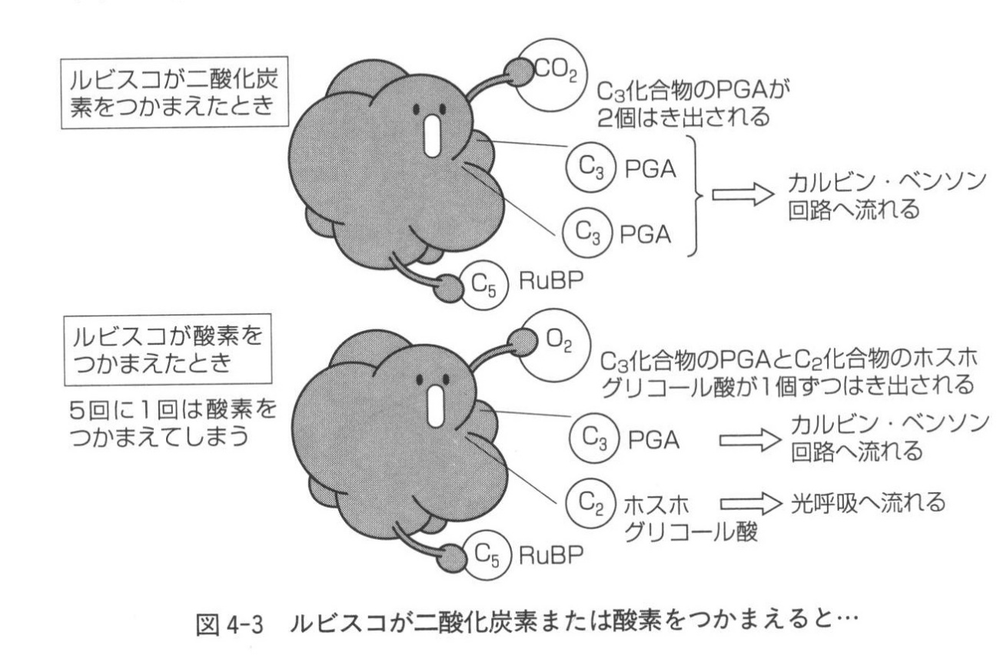 ルビスコが二酸化炭
素をつかまえたとき
CO₂
C₃化合物のPGAが
2個はき出される
C₃ PGA
C₃ PGA
カルビン・ベンソン
回路へ流れる
C₅ RuBP
ルビスコが酸素を
つかまえたとき
5回に1回は酸素を
つかまえてしまう
O₂
C₃化合物のPGAとC₂化合物のホスホ
グリコール酸が1個ずつはき出される
C₃ PGA
カルビン・ベンソン
回路へ流れる
C₂ ホスホ
グリコール酸
光呼吸へ流れる
C₅ RuBP
図4-3 ルビスコが二酸化炭素または酸素をつかまえると…